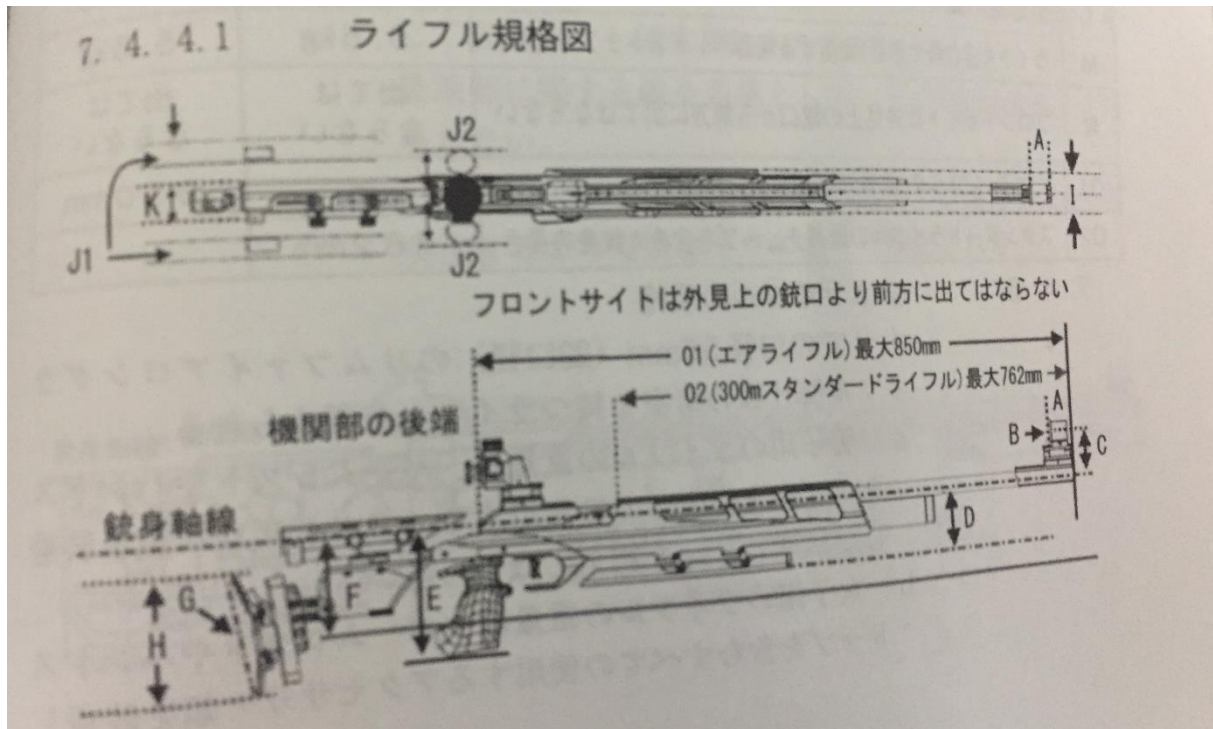 7.4.4.1 ライフル規格図
J2
A
K
I
J1
J2
フロントサイトは外見上の銃口より前方に出てはならない
01(エアライフル)最大850mm
02(300mスタンダードライフル)最大762mm
機関部の後端
A
B
C
銃身軸線
D
G
F
E
H